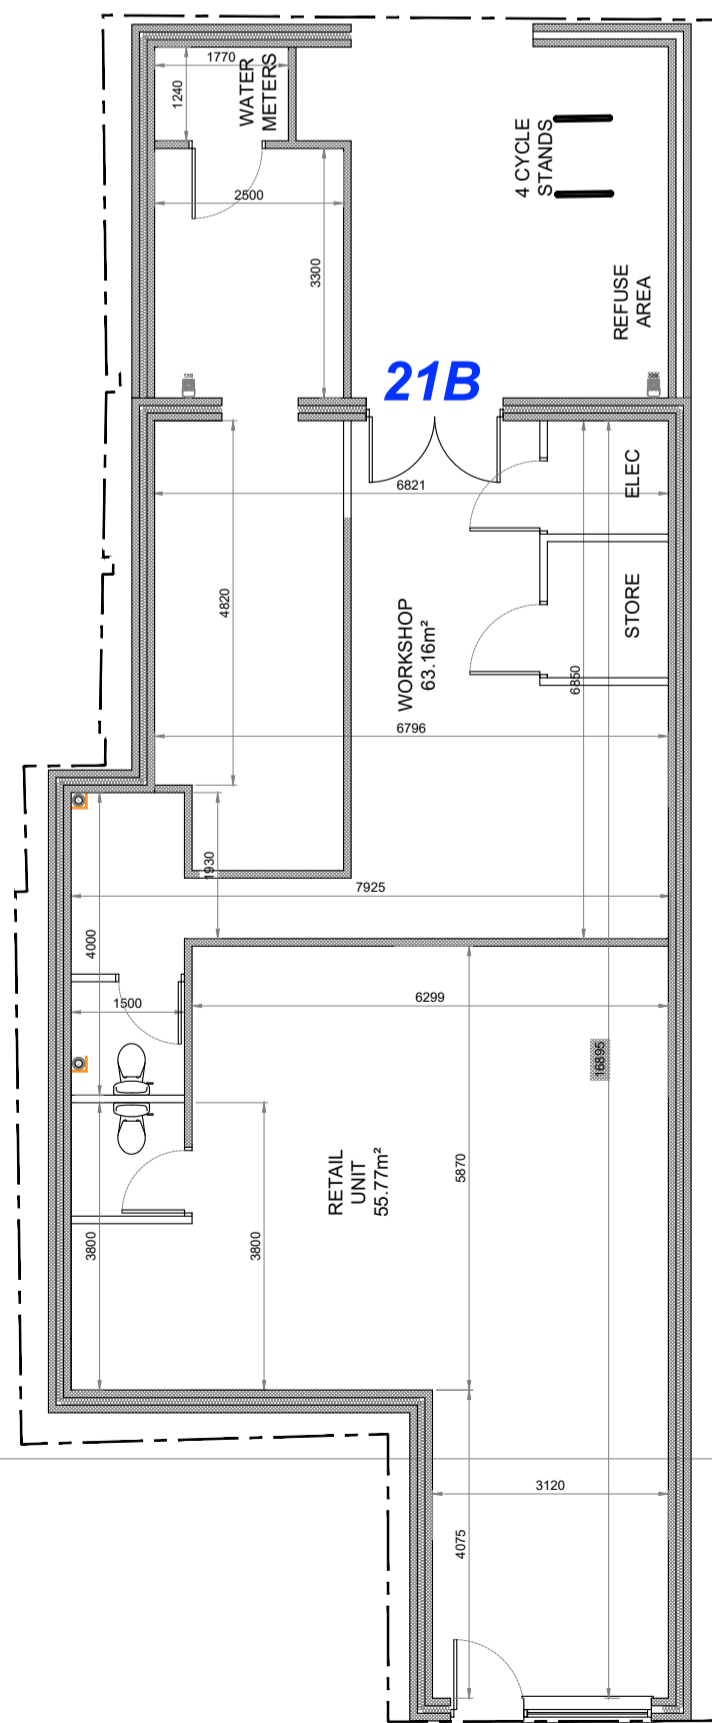 1770
1240
WATER
METERS
4 CYCLE
STANDS
2500
3300
REFUSE
AREA
21B
6821
ELEC
4820
STORE
WORKSHOP
63.16m²
6850
6796
1930
7925
4000
1500
6299
16895
RETAIL
UNIT
55.77m²
5870
3800
3800
3120
4075